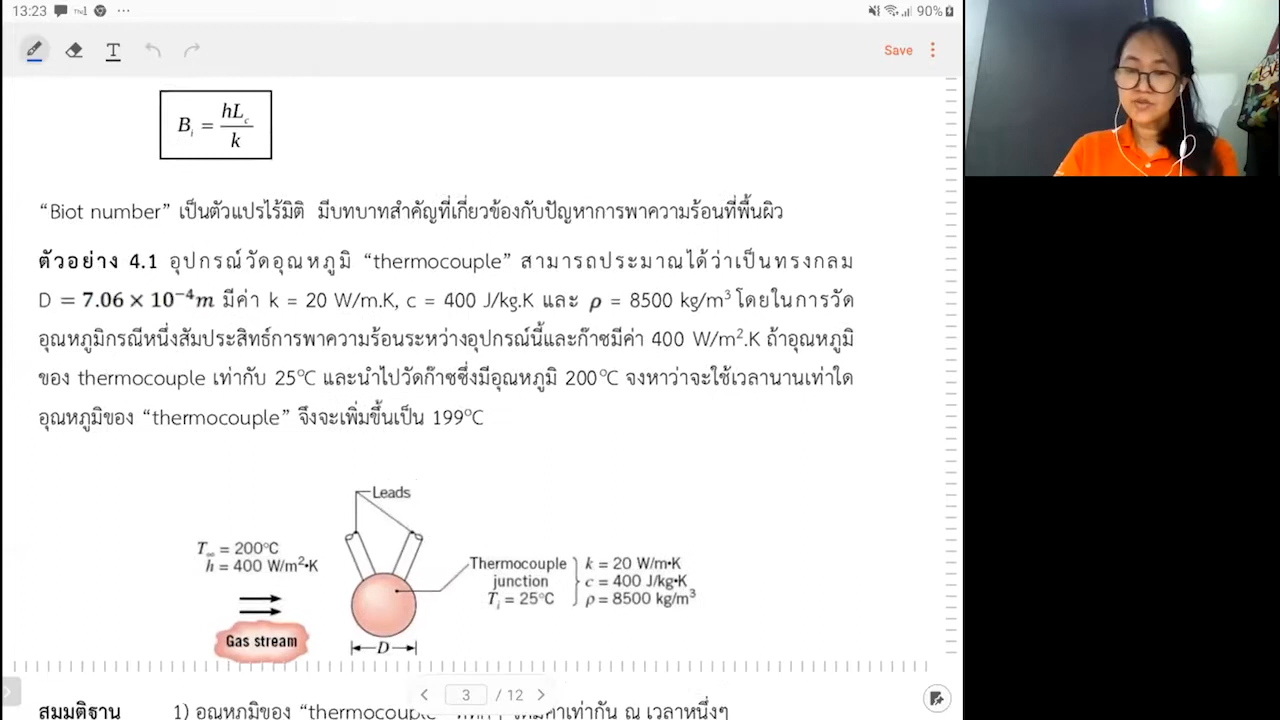 13:23
90%
Save
B_i = hL_c / k
“Biot number” เป็นตัวแปรไร้มิติ มีบทบาทสำคัญที่เกี่ยวข้องกับปัญหาการพาความร้อนที่พื้นผิว
ตัวอย่าง 4.1 อุปกรณ์วัดอุณหภูมิ “thermocouple” สามารถประมาณได้ว่าเป็นทรงกลม
D = 7.06 × 10⁻⁴m มีค่า k = 20 W/m.K, c = 400 J/kg.K และ ρ = 8500 kg/m³ โดยในการวัด
อุณหภูมิกรณีหนึ่งสัมประสิทธ์การพาความร้อนระหว่างอุปกรณ์นี้และก๊าซมีค่า 400 W/m².K ถ้าอุณหภูมิ
ของ thermocouple เท่ากับ 25°C และนำไปวัดก๊าซซึ่งมีอุณหภูมิ 200°C จงหาว่าจะใช้เวลานานเท่าใด
อุณหภูมิของ “thermocouple” จึงจะเพิ่มขึ้นเป็น 199°C
Leads
T∞ = 200°C
h = 400 W/m²•K
Gas stream
D
Thermocouple
junction
T_i = 25°C
k = 20 W/m•K
c = 400 J/kg•K
ρ = 8500 kg/m³
3 / 12
สมมติฐาน 1) อุณหภูมิของ “thermocouple”